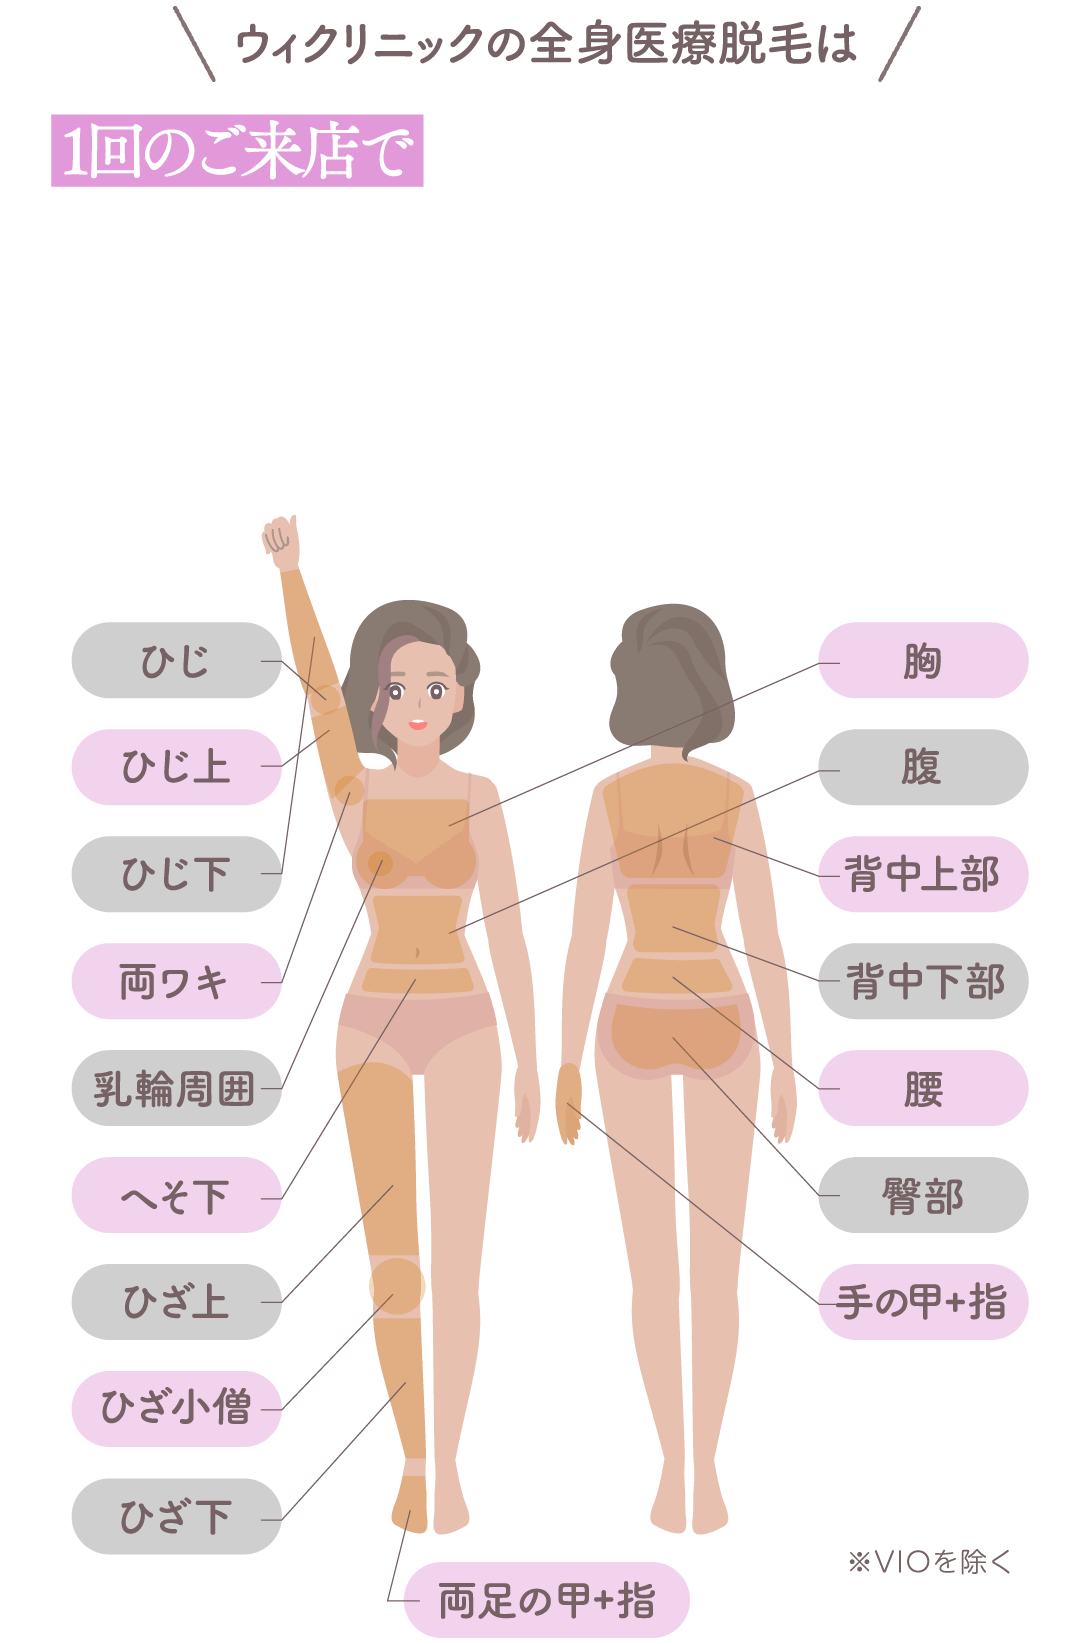 ウィクリニックの全身医療脱毛は
1回のご来店で
ひじ
ひじ上
ひじ下
両ワキ
乳輪周囲
へそ下
ひざ上
ひざ小僧
ひざ下
両足の甲+指
胸
腹
背中上部
背中下部
腰
臀部
手の甲+指
※VIOを除く